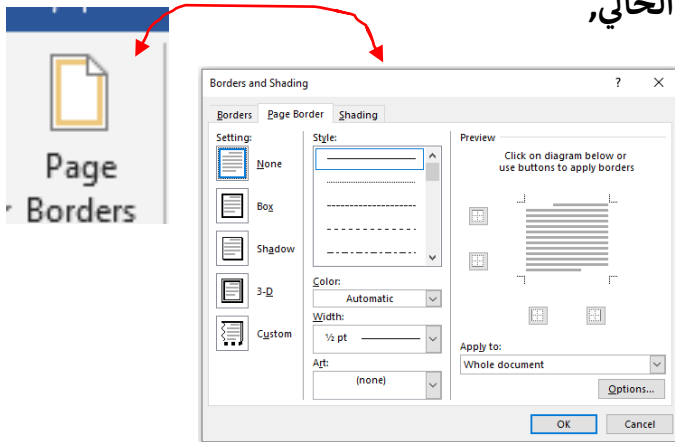 الحالي,
Page
Borders
Borders and Shading ? ×
Borders Page Border Shading
Setting:
None
Box
Shadow
3-D
Custom
Style:
Color:
Automatic
Width:
½ pt
Art:
(none)
Preview
Click on diagram below or
use buttons to apply borders
Apply to:
Whole document
Options...
OK Cancel